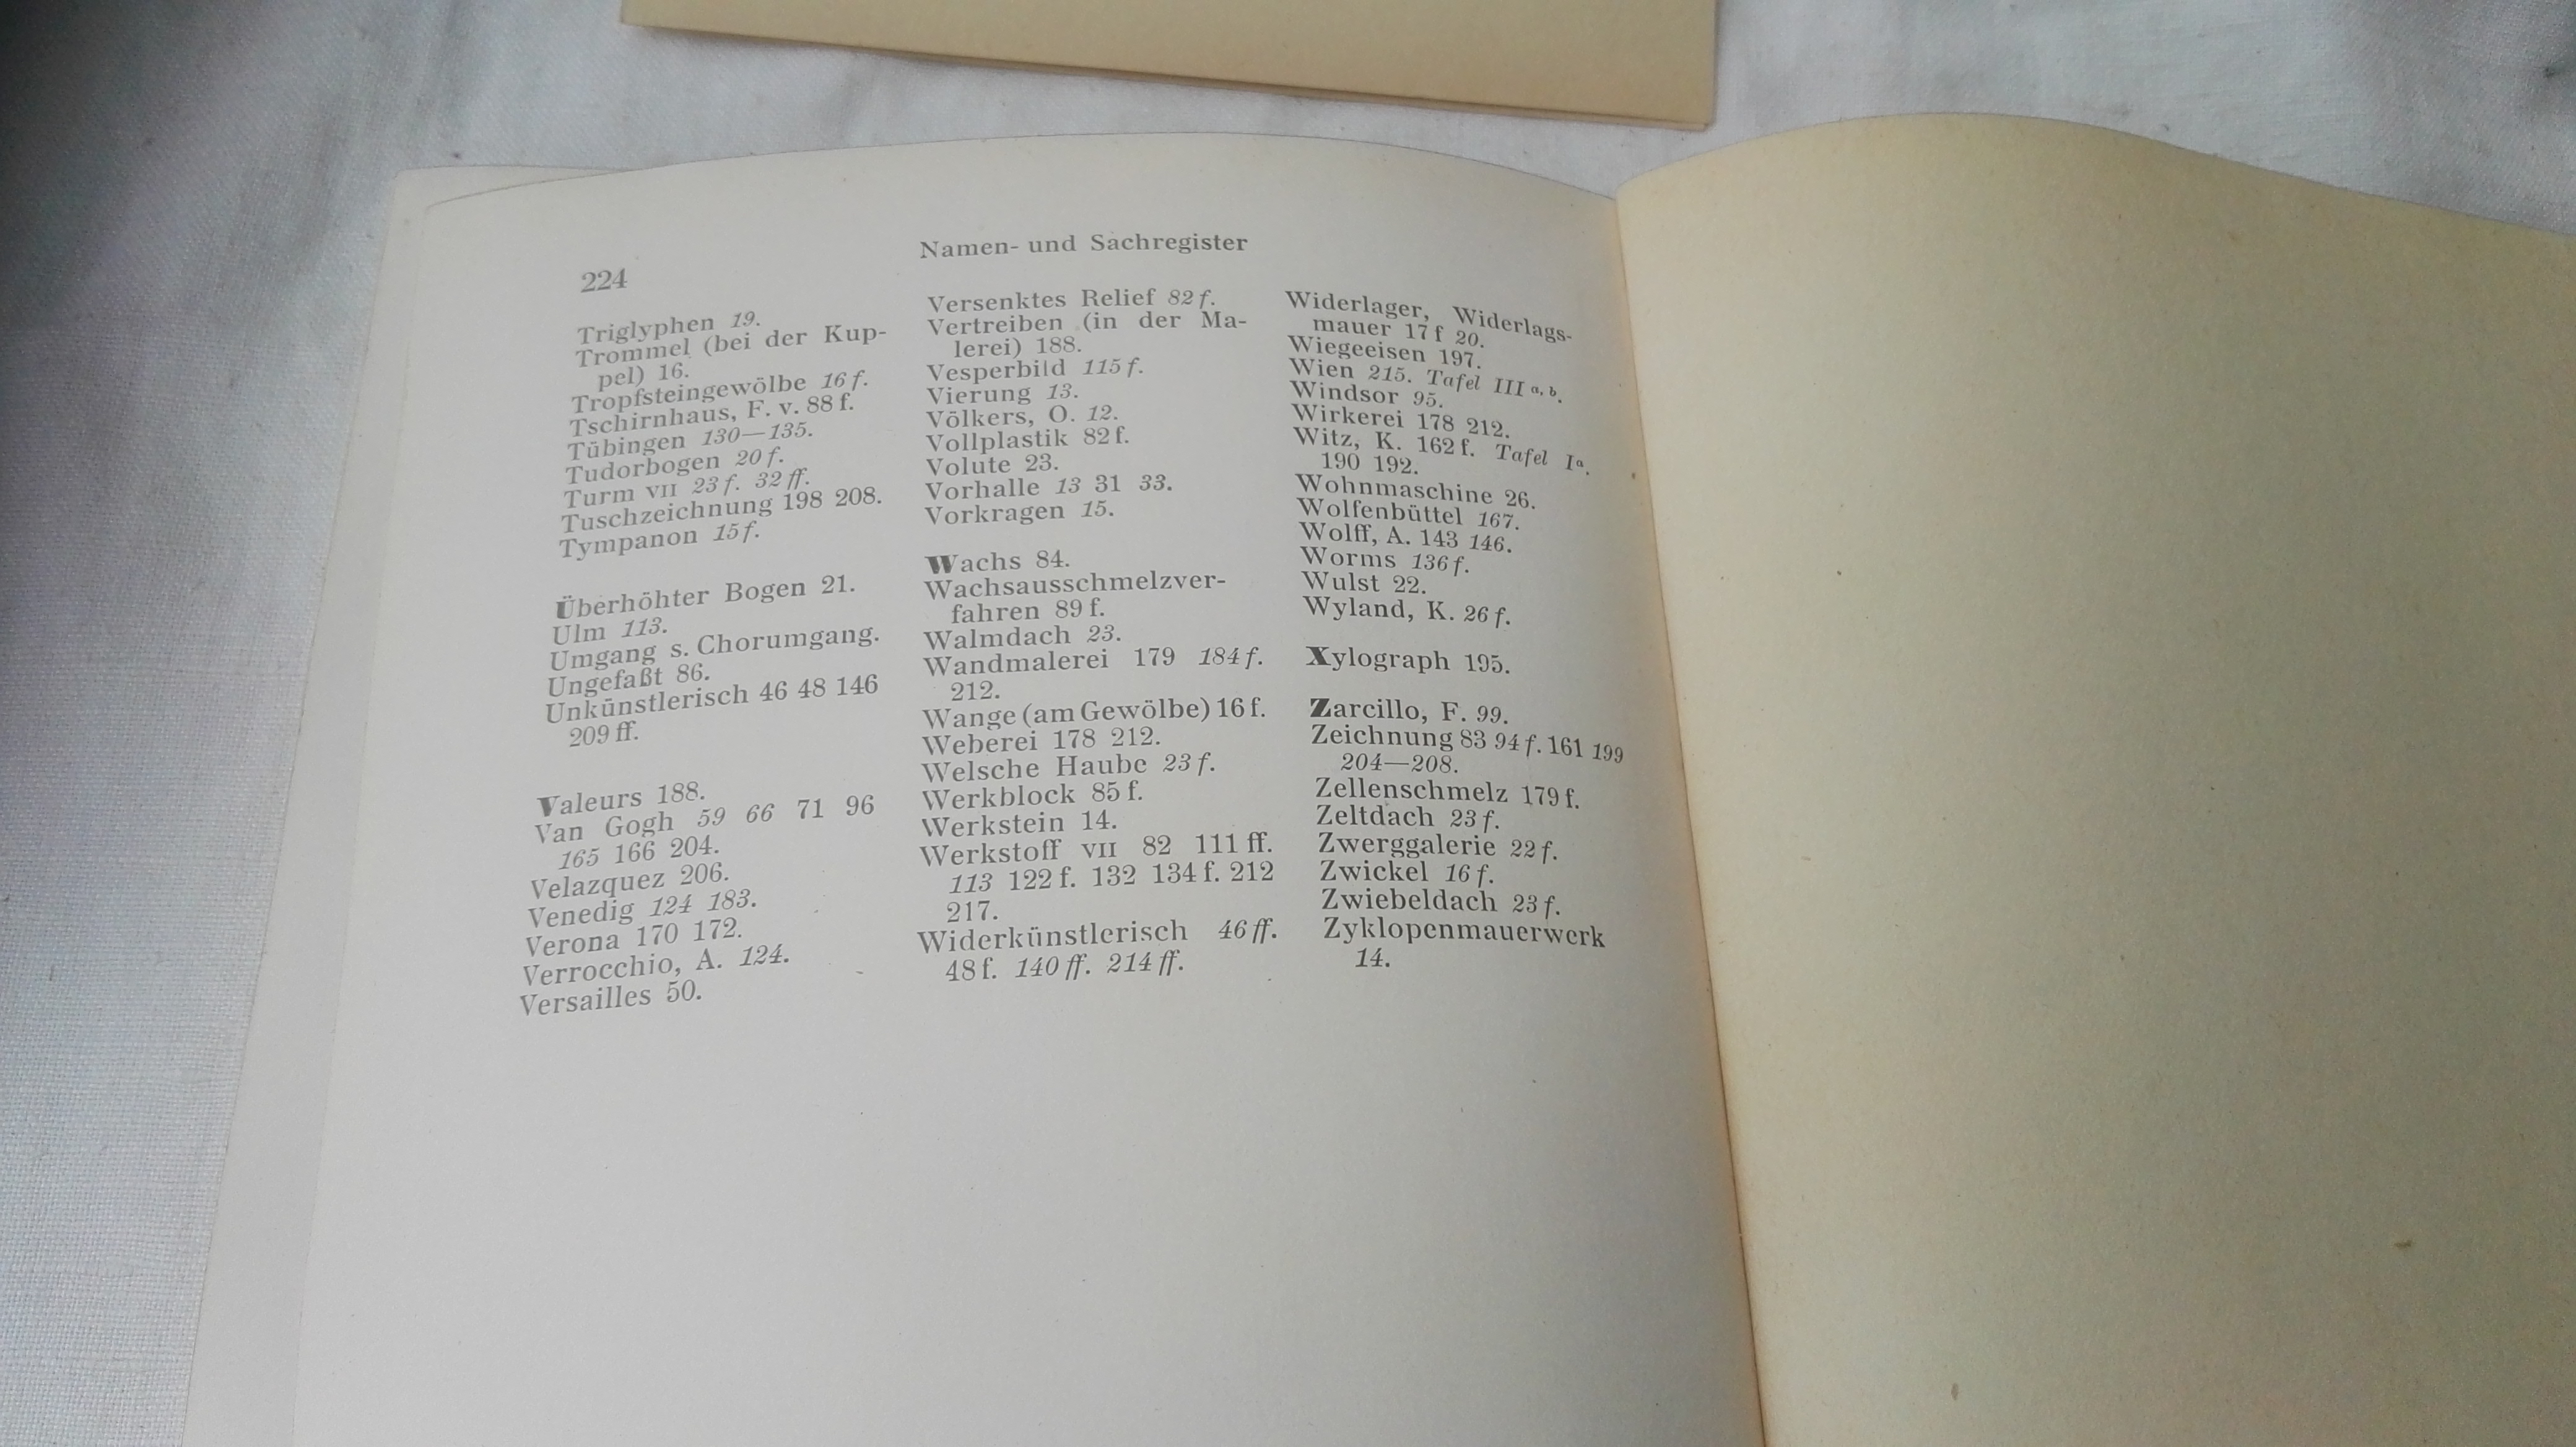 224
Namen- und Sachregister
Triglyphen 19.
Trommel (bei der Kup-
pel) 16.
Tropfsteingewölbe 16 f.
Tschirnhaus, F. v. 88 f.
Tübingen 130—135.
Tudorbogen 20 f.
Turm VII 23 f. 32 ff.
Tuschzeichnung 198 208.
Tympanon 15 f.
Überhöhter Bogen 21.
Ulm 113.
Umgang s. Chorumgang.
Ungefaßt 86.
Unkünstlerisch 46 48 146
209 ff.
Valeurs 188.
Van Gogh 59 66 71 96
165 166 204.
Velazquez 206.
Venedig 124 183.
Verona 170 172.
Verrocchio, A. 124.
Versailles 50.
Versenktes Relief 82 f.
Vertreiben (in der Ma-
lerei) 188.
Vesperbild 115 f.
Vierung 13.
Völkers, O. 12.
Vollplastik 82 f.
Volute 23.
Vorhalle 13 31 33.
Vorkragen 15.
Wachs 84.
Wachsausschmelzver-
fahren 89 f.
Walmdach 23.
Wandmalerei 179 184 f.
212.
Wange (am Gewölbe) 16 f.
Weberei 178 212.
Welsche Haube 23 f.
Werkblock 85 f.
Werkstein 14.
Werkstoff VII 82 111 ff.
113 122 f. 132 134 f. 212
217.
Widerkünstlerisch 46 ff.
48 f. 140 ff. 214 ff.
Widerlager, Widerlags-
mauer 17 f 20.
Wiegeeisen 197.
Wien 215. Tafel III a, b.
Windsor 95.
Wirkerei 178 212.
Witz, K. 162 f. Tafel I a.
190 192.
Wohnmaschine 26.
Wolfenbüttel 167.
Wolff, A. 143 146.
Worms 136 f.
Wulst 22.
Wyland, K. 26 f.
Xylograph 195.
Zarcillo, F. 99.
Zeichnung 83 94 f. 161 199
204—208.
Zellenschmelz 179 f.
Zeltdach 23 f.
Zwerggalerie 22 f.
Zwickel 16 f.
Zwiebeldach 23 f.
Zyklopenmauerwerk
14.